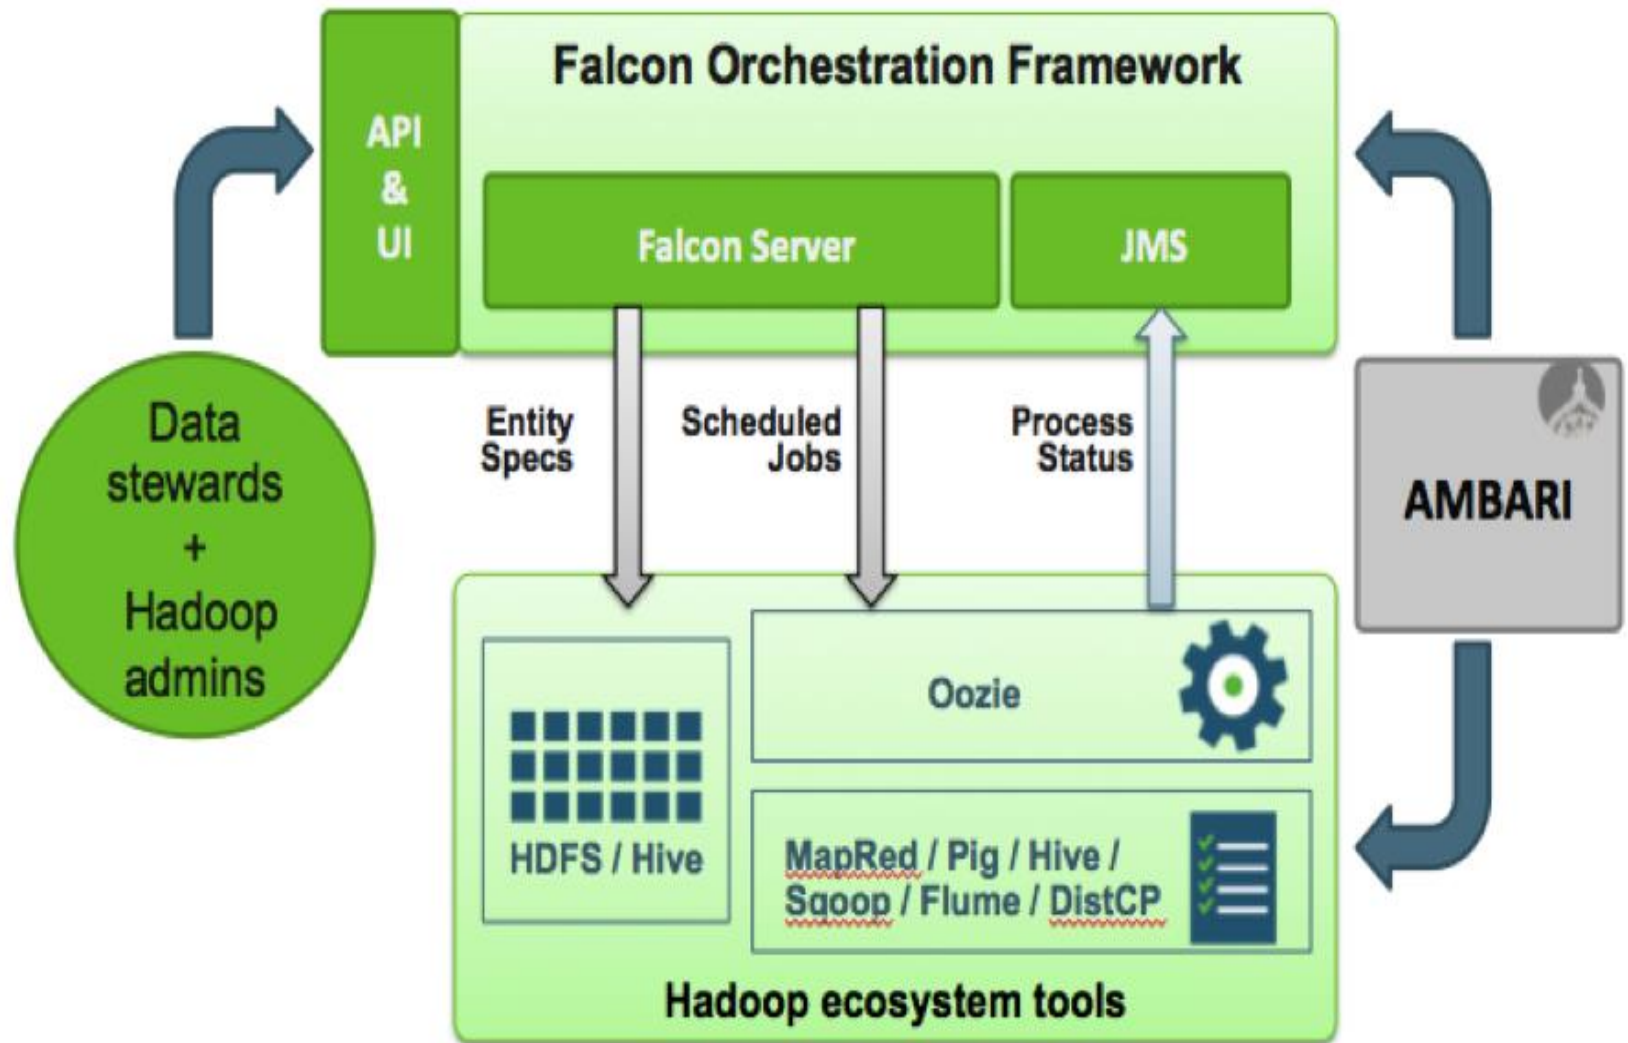 Falcon Orchestration Framework
API
&
UI
Falcon Server
JMS
Entity
Specs
Scheduled
Jobs
Process
Status
Data
stewards
+
Hadoop
admins
AMBARI
Oozie
HDFS / Hive
MapRed / Pig / Hive /
Sqoop / Flume / DistCP
Hadoop ecosystem tools